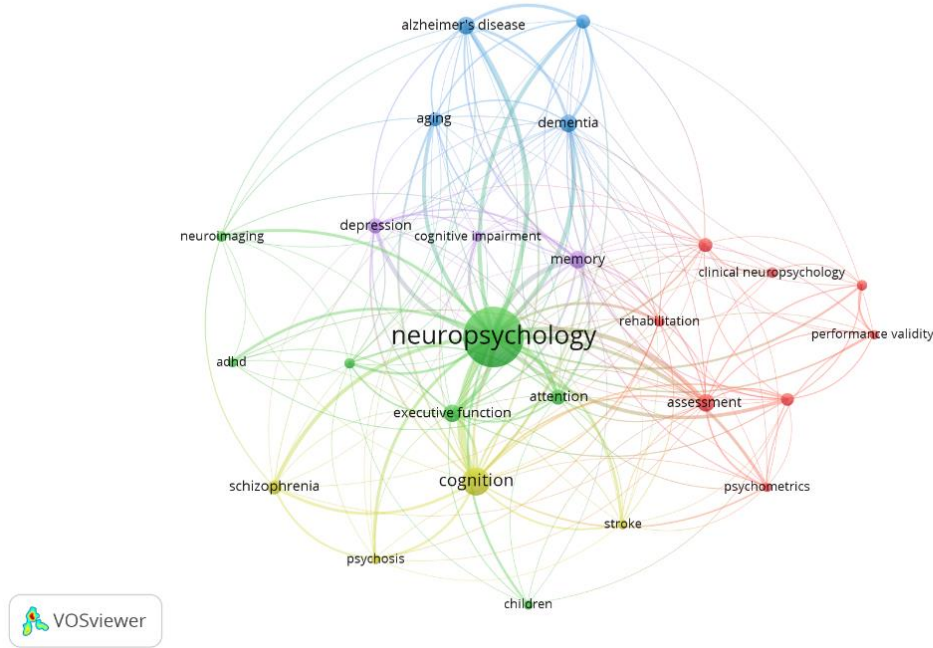 alzheimer's disease
aging
dementia
depression
neuroimaging
cognitive impairment
memory
clinical neuropsychology
rehabilitation
neuropsychology
performance validity
adhd
attention
assessment
executive function
cognition
schizophrenia
psychometrics
stroke
psychosis
children
VOSviewer